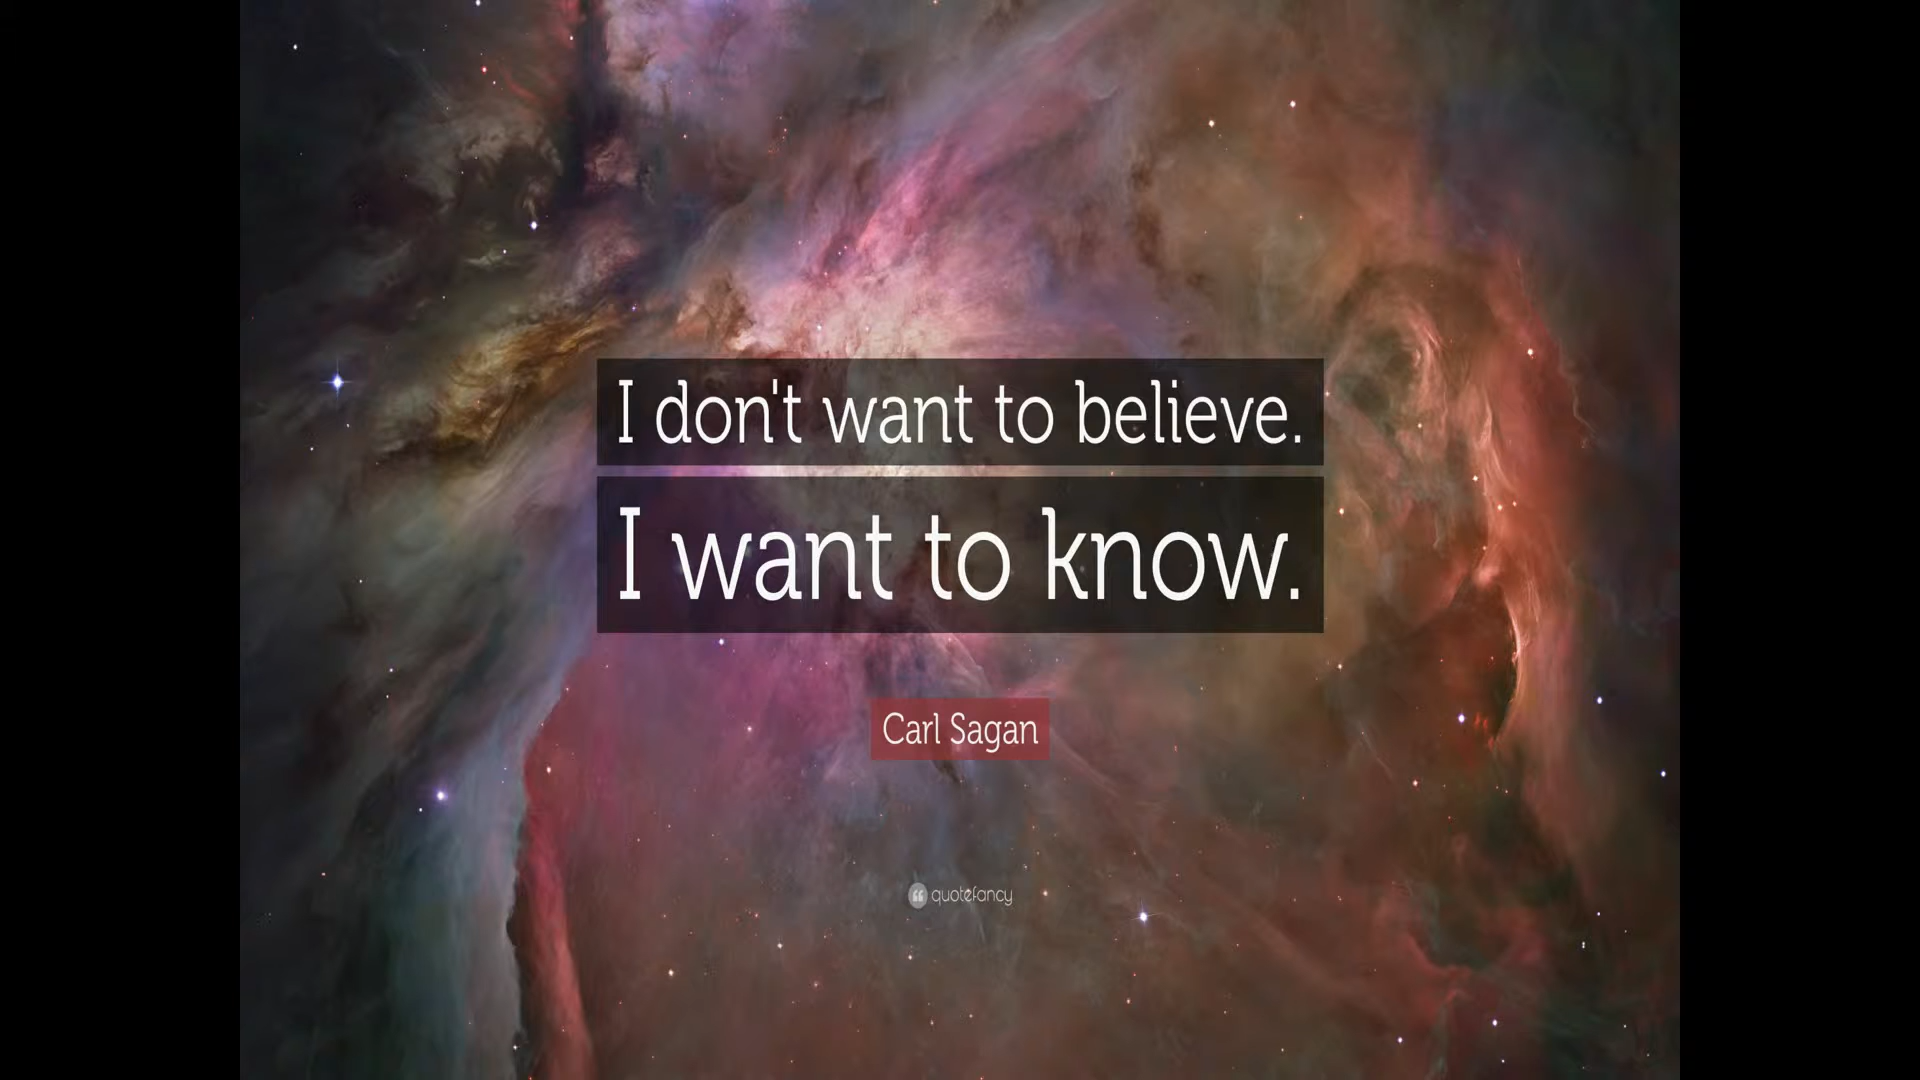 I don't want to believe.
I want to know.
Carl Sagan
quotefancy